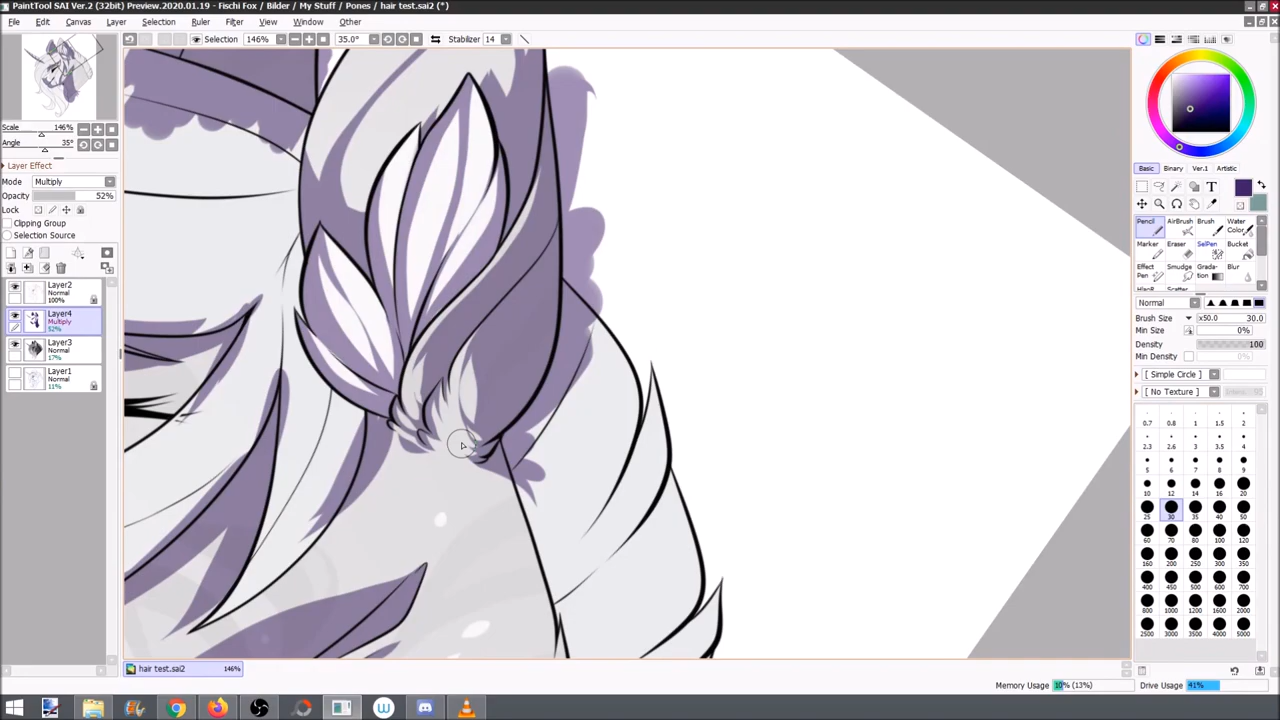 PaintTool SAI Ver.2 (32bit) Preview.2020.01.19 - Fischi Fox / Bilder / My Stuff / Pones / hair test.sai2 (*)
File Edit Canvas Layer Selection Ruler Filter View Window Other
Selection 146% 35.0° Stabilizer 14
Scale 146%
Angle 35°
Layer Effect
Mode Multiply
Opacity 52%
Lock
Clipping Group
Selection Source
Layer2
Normal
100%
Layer4
Multiply
52%
Layer3
Normal
17%
Layer1
Normal
11%
Basic Binary Ver.1 Artistic
Pencil AirBrush Brush Water Color
Marker Eraser SelPen Bucket
Effect Pen Smudge Gradation Blur
Scatter
Normal
Brush Size x50.0 30.0
Min Size 0%
Density 100
Min Density 0%
[ Simple Circle ]
[ No Texture ]
0.7 0.8 1 1.5 2
2.3 2.6 3 3.5 4
5 6 7 8 9
10 12 14 16 20
25 30 35 40 50
60 70 80 100 120
160 200 250 300 350
400 450 500 600 700
800 1000 1200 1600 2000
2500 3000 3500 4000 5000
hair test.sai2 146%
Memory Usage 10% (13%) Drive Usage 41%